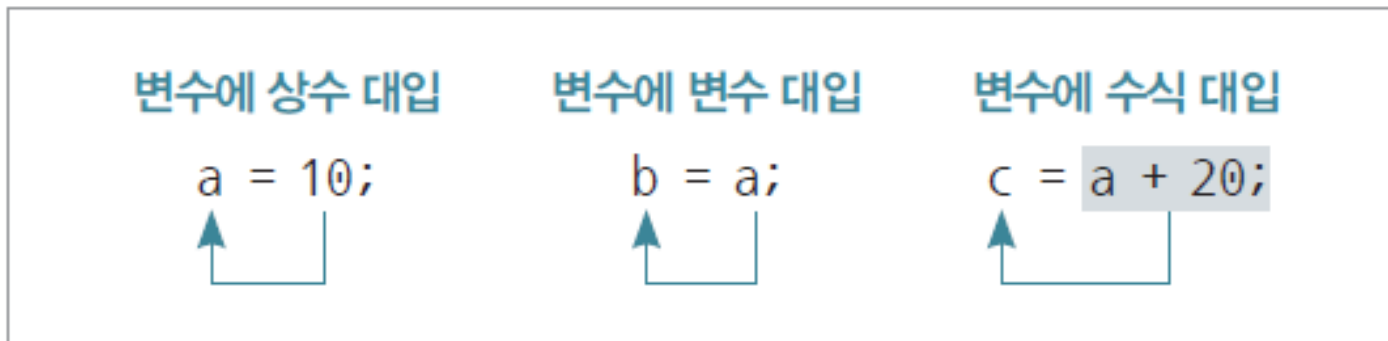 변수에 상수 대입 변수에 변수 대입 변수에 수식 대입
a = 10; b = a; c = a + 20;